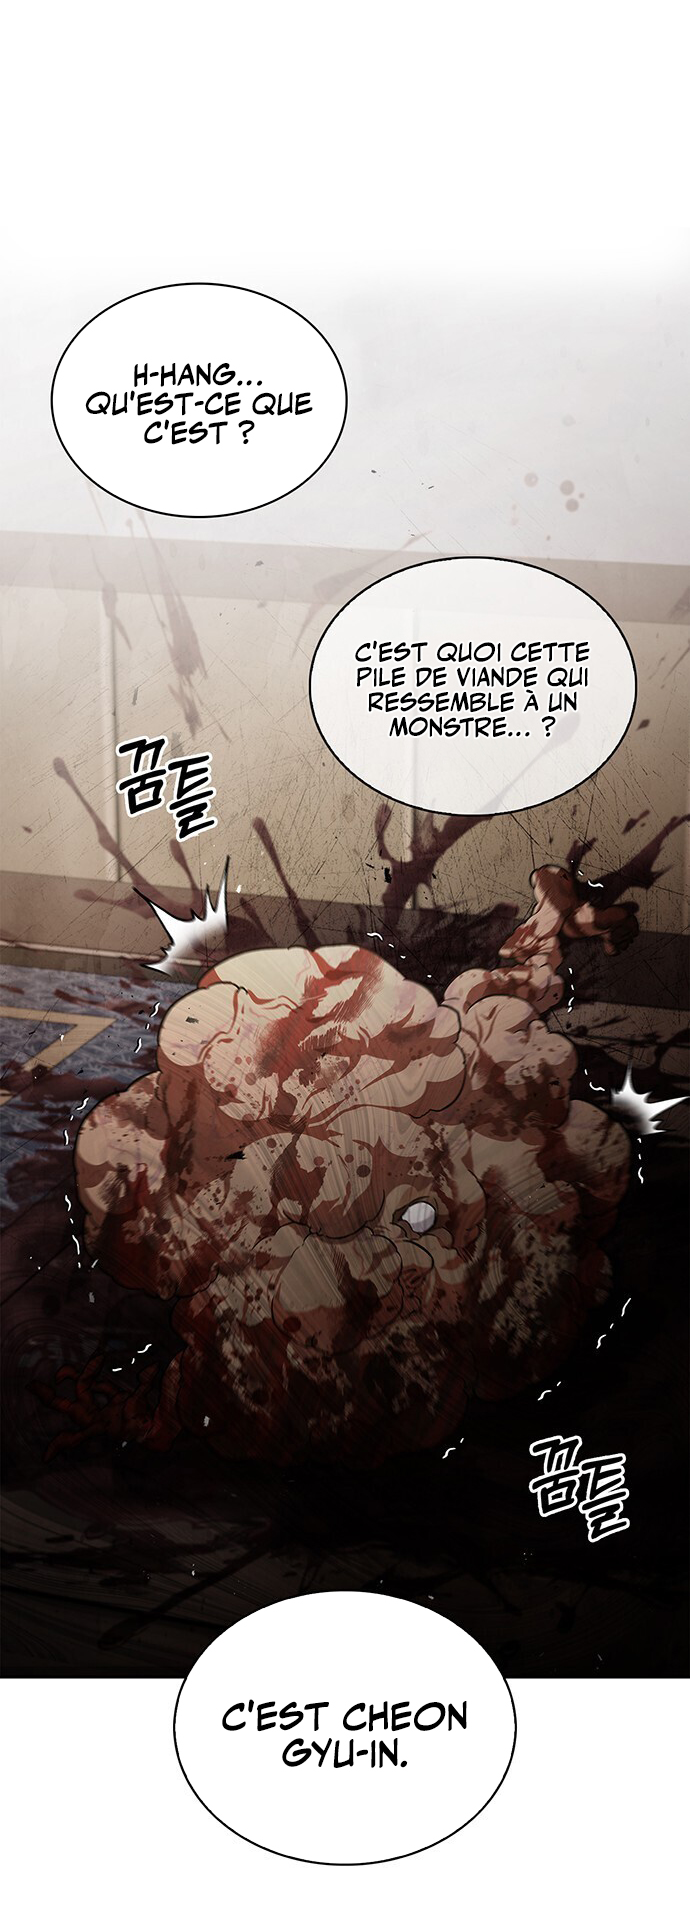 H-HANG...
QU'EST-CE QUE
C'EST ?
C'EST QUOI CETTE
PILE DE VIANDE QUI
RESSEMBLE À UN
MONSTRE... ?
꿈틀
꿈틀
C'EST CHEON
GYU-IN.